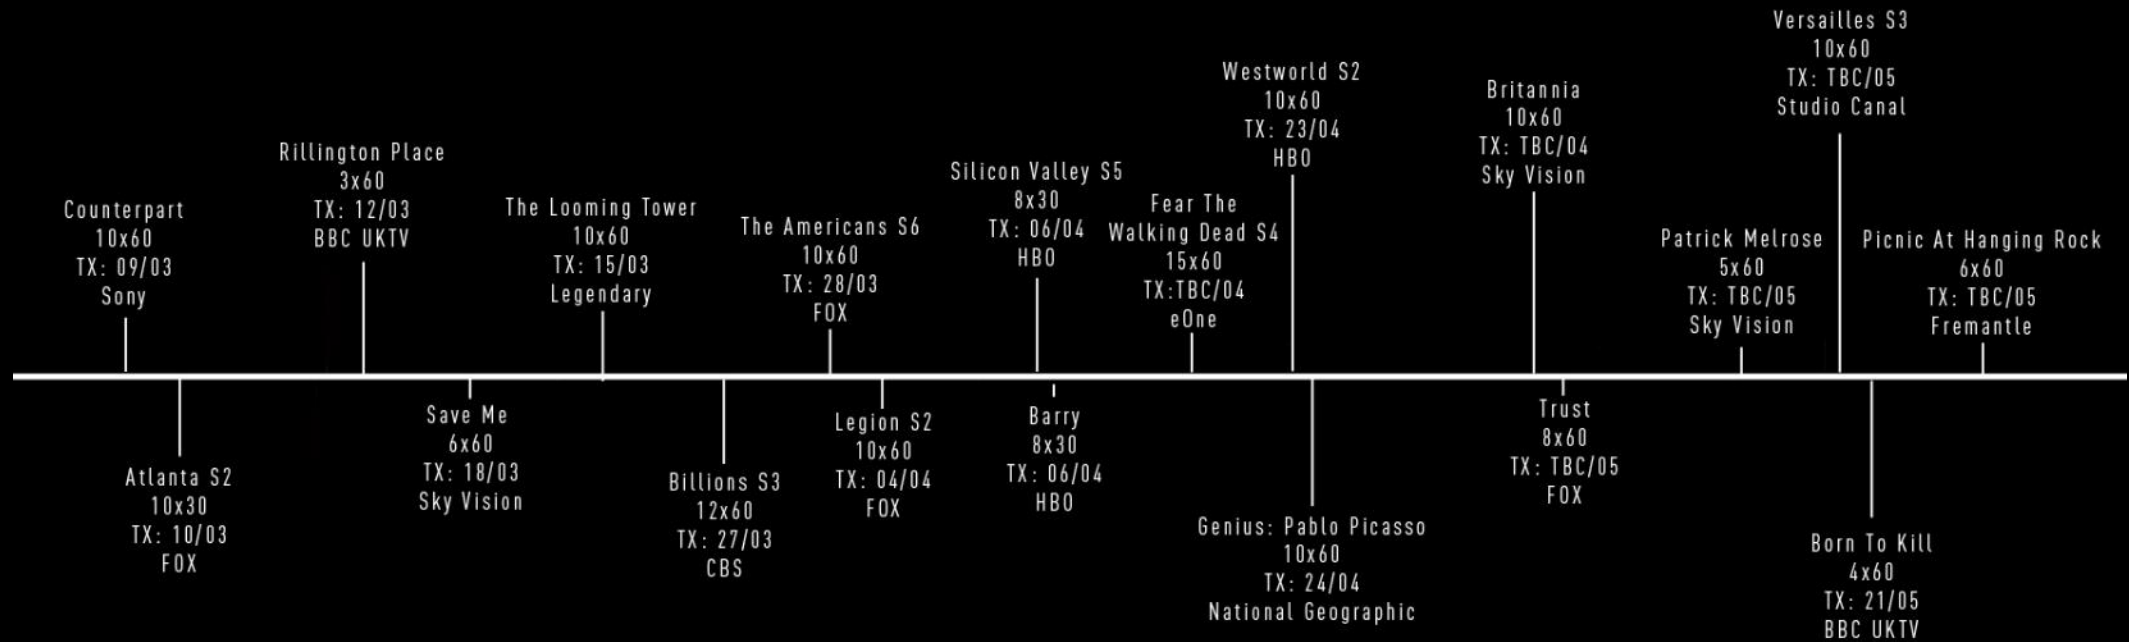 Counterpart
10x60
TX: 09/03
Sony
Atlanta S2
10x30
TX: 10/03
FOX
Rillington Place
3x60
TX: 12/03
BBC UKTV
Save Me
6x60
TX: 18/03
Sky Vision
The Looming Tower
10x60
TX: 15/03
Legendary
Billions S3
12x60
TX: 27/03
CBS
The Americans S6
10x60
TX: 28/03
FOX
Legion S2
10x60
TX: 04/04
FOX
Silicon Valley S5
8x30
TX: 06/04
HBO
Barry
8x30
TX: 06/04
HBO
Fear The
Walking Dead S4
15x60
TX:TBC/04
eOne
Westworld S2
10x60
TX: 23/04
HBO
Genius: Pablo Picasso
10x60
TX: 24/04
National Geographic
Britannia
10x60
TX: TBC/04
Sky Vision
Trust
8x60
TX: TBC/05
FOX
Patrick Melrose
5x60
TX: TBC/05
Sky Vision
Versailles S3
10x60
TX: TBC/05
Studio Canal
Born To Kill
4x60
TX: 21/05
BBC UKTV
Picnic At Hanging Rock
6x60
TX: TBC/05
Fremantle